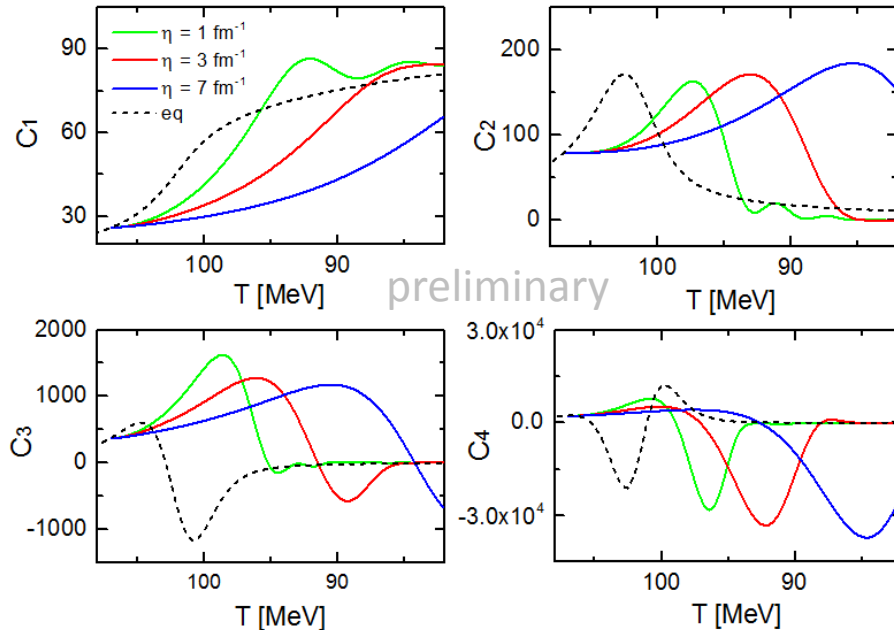 90
60
30
C₁
η = 1 fm⁻¹
η = 3 fm⁻¹
η = 7 fm⁻¹
eq
100
90
T [MeV]
200
100
0
C₂
100
90
T [MeV]
preliminary
2000
1000
0
-1000
C₃
100
90
T [MeV]
3.0x10⁴
0.0
-3.0x10⁴
C₄
100
90
T [MeV]